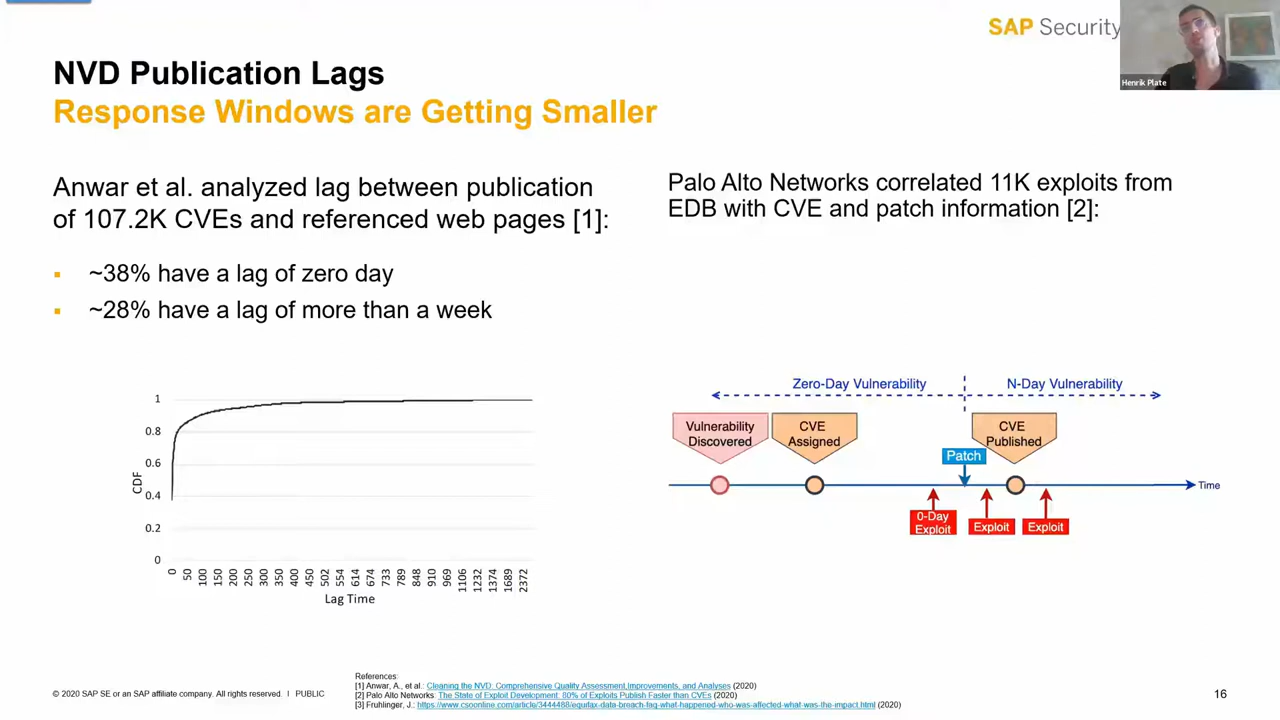 SAP Security
Henrik Plate
NVD Publication Lags
Response Windows are Getting Smaller
Anwar et al. analyzed lag between publication
of 107.2K CVEs and referenced web pages [1]:
▪ ~38% have a lag of zero day
▪ ~28% have a lag of more than a week
1
0.8
0.6
0.4
0.2
0
CDF
0 50 100 150 200 250 300 350 400 450 502 554 614 674 733 789 848 910 969 1106 1232 1374 1689 2372
Lag Time
Palo Alto Networks correlated 11K exploits from
EDB with CVE and patch information [2]:
Zero-Day Vulnerability
N-Day Vulnerability
Vulnerability
Discovered
CVE
Assigned
CVE
Published
Patch
Time
0-Day
Exploit
Exploit
Exploit
References:
[1] Anwar, A., et al.: Cleaning the NVD: Comprehensive Quality Assessment,Improvements, and Analyses (2020)
[2] Palo Alto Networks: The State of Exploit Development: 80% of Exploits Publish Faster than CVEs (2020)
[3] Fruhlinger, J.: https://www.csoonline.com/article/3444488/equifax-data-breach-faq-what-happened-who-was-affected-what-was-the-impact.html (2020)
© 2020 SAP SE or an SAP affiliate company. All rights reserved. | PUBLIC
16